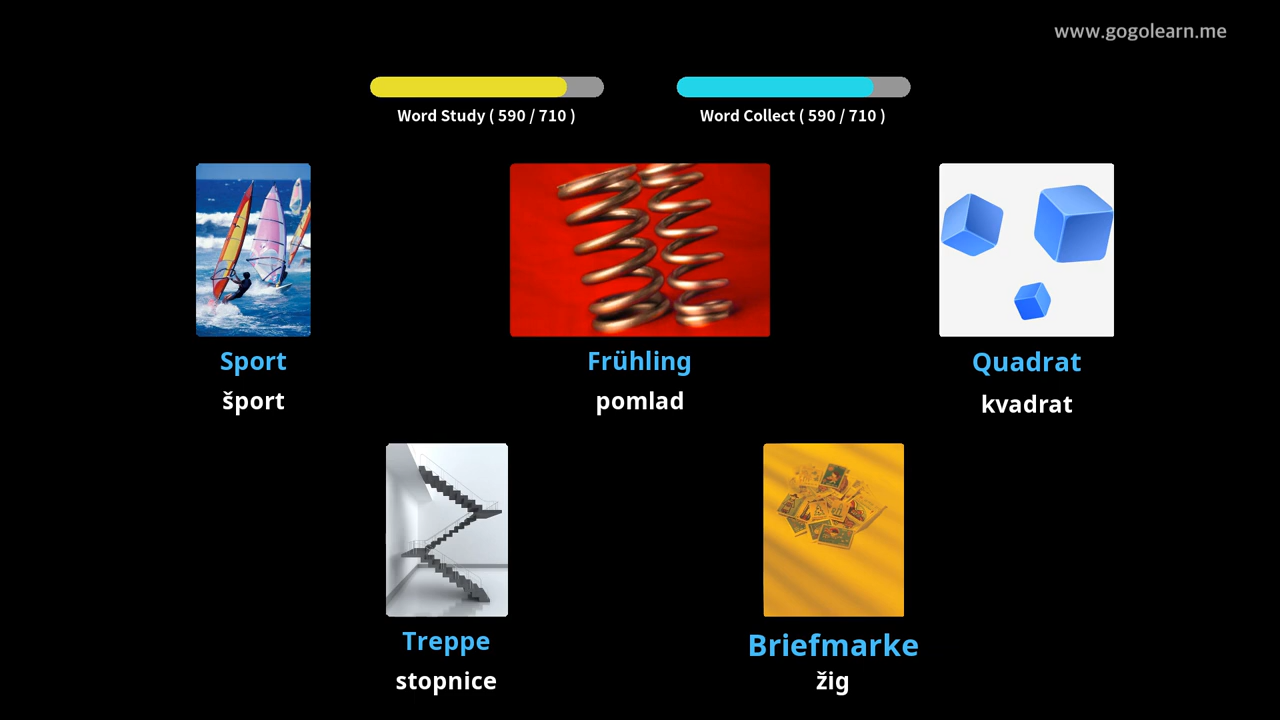 www.gogolearn.me
Word Study ( 590 / 710 )
Word Collect ( 590 / 710 )
Sport
šport
Frühling
pomlad
Quadrat
kvadrat
Treppe
stopnice
Briefmarke
žig